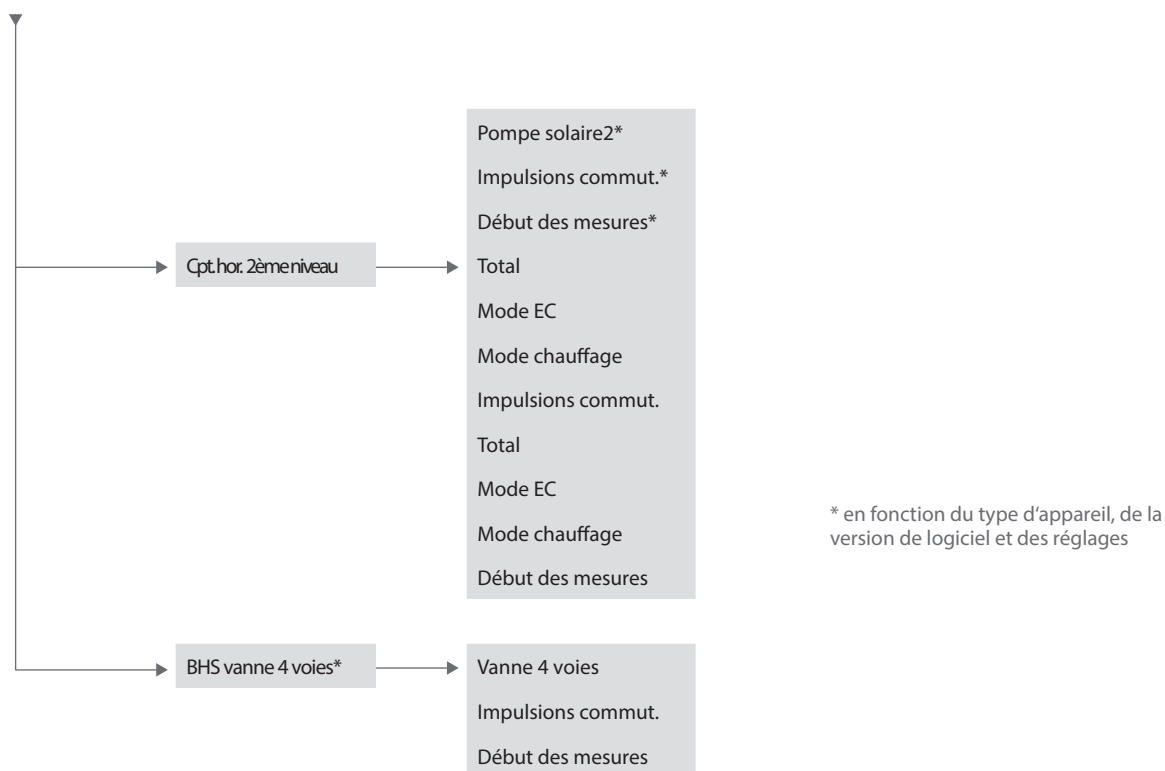 Pompe solaire2*
Impulsions commut.*
Début des mesures*
Cpt.hor. 2ème niveau
Total
Mode EC
Mode chauffage
Impulsions commut.
Total
Mode EC
Mode chauffage
Début des mesures
* en fonction du type d‘appareil, de la
version de logiciel et des réglages
BHS vanne 4 voies*
Vanne 4 voies
Impulsions commut.
Début des mesures